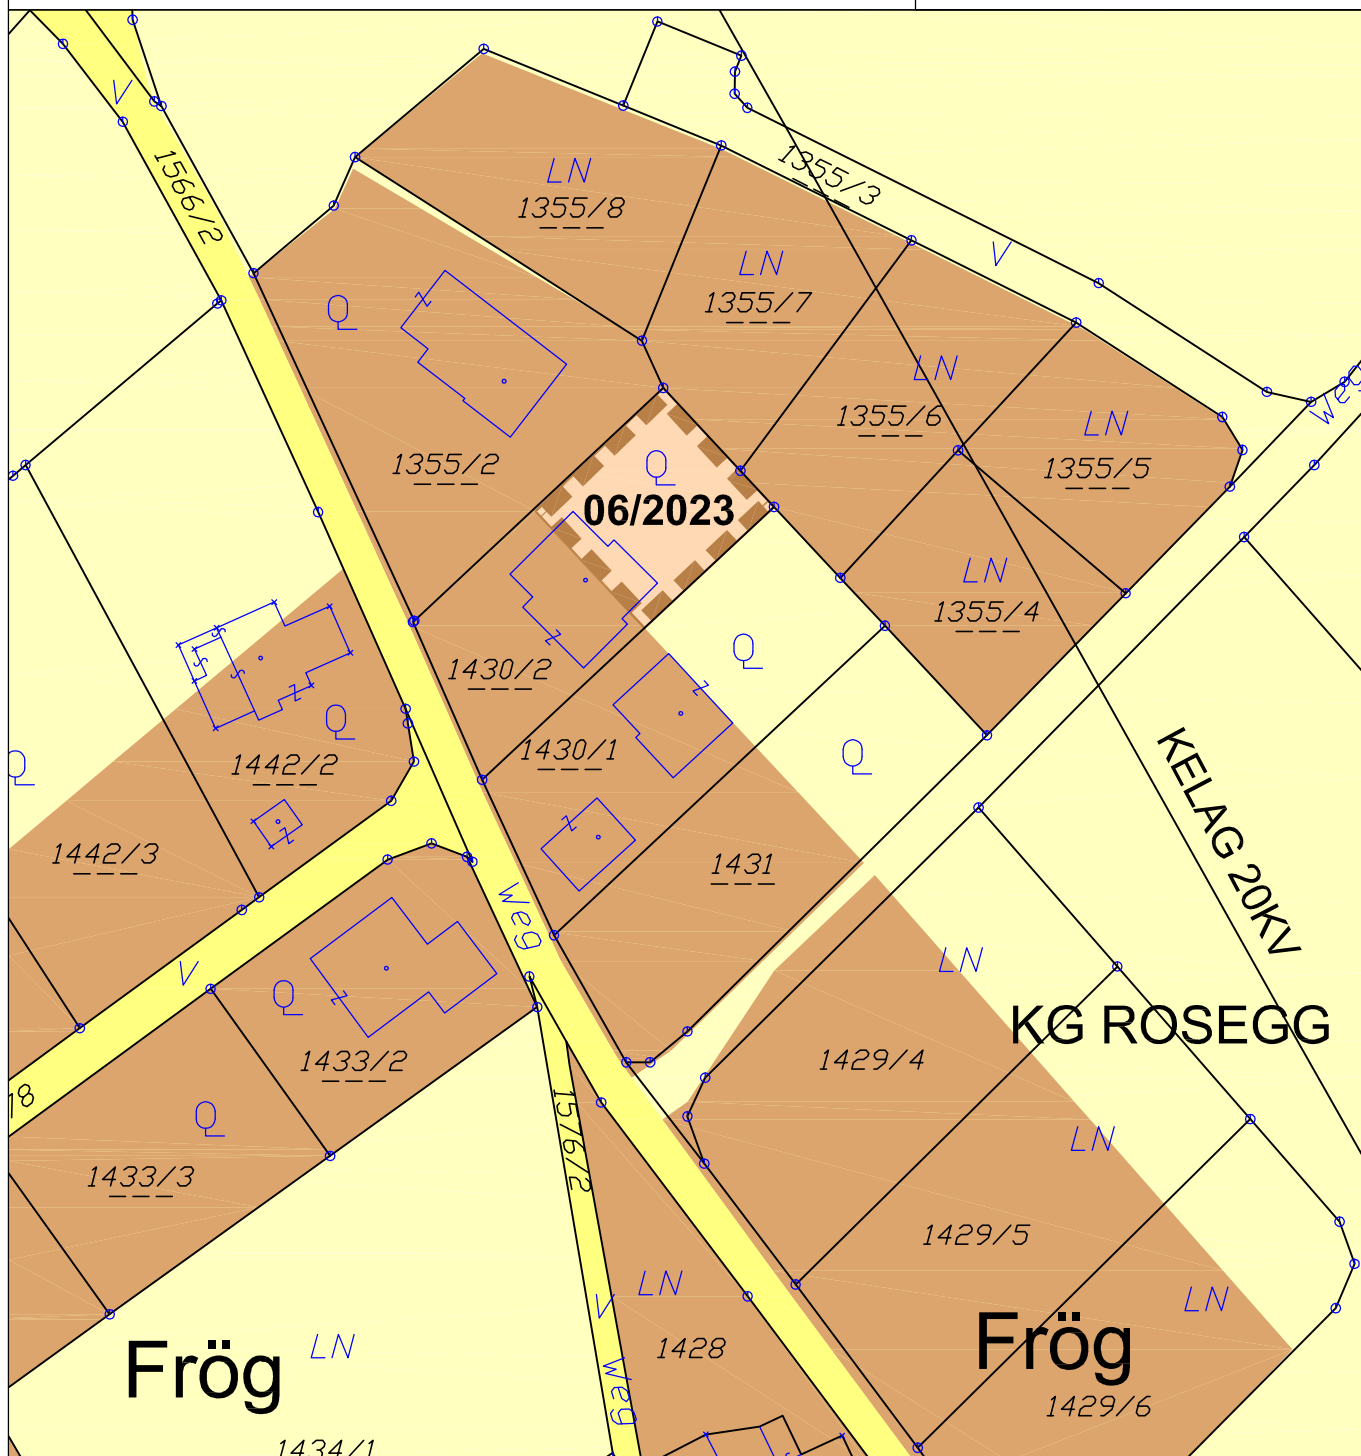 V
1566/2
LN
1355/8
1355/3
V
LN
1355/7
Q
Z
LN
1355/6
Weg
LN
1355/5
1355/2
Q
06/2023
LN
1355/4
Z
1430/2
Q
S
S
S
Z
Q
1442/2
Z
Q
1442/3
Z
1430/1
Z
Q
1431
KELAG 20KV
Weg
V
Q
Z
1433/2
LN
KG ROSEGG
1429/4
18
Q
1433/3
1576/2
LN
1429/5
LN
V
Weg
1428
LN
Frög
LN
Frög
1429/6
1434/1